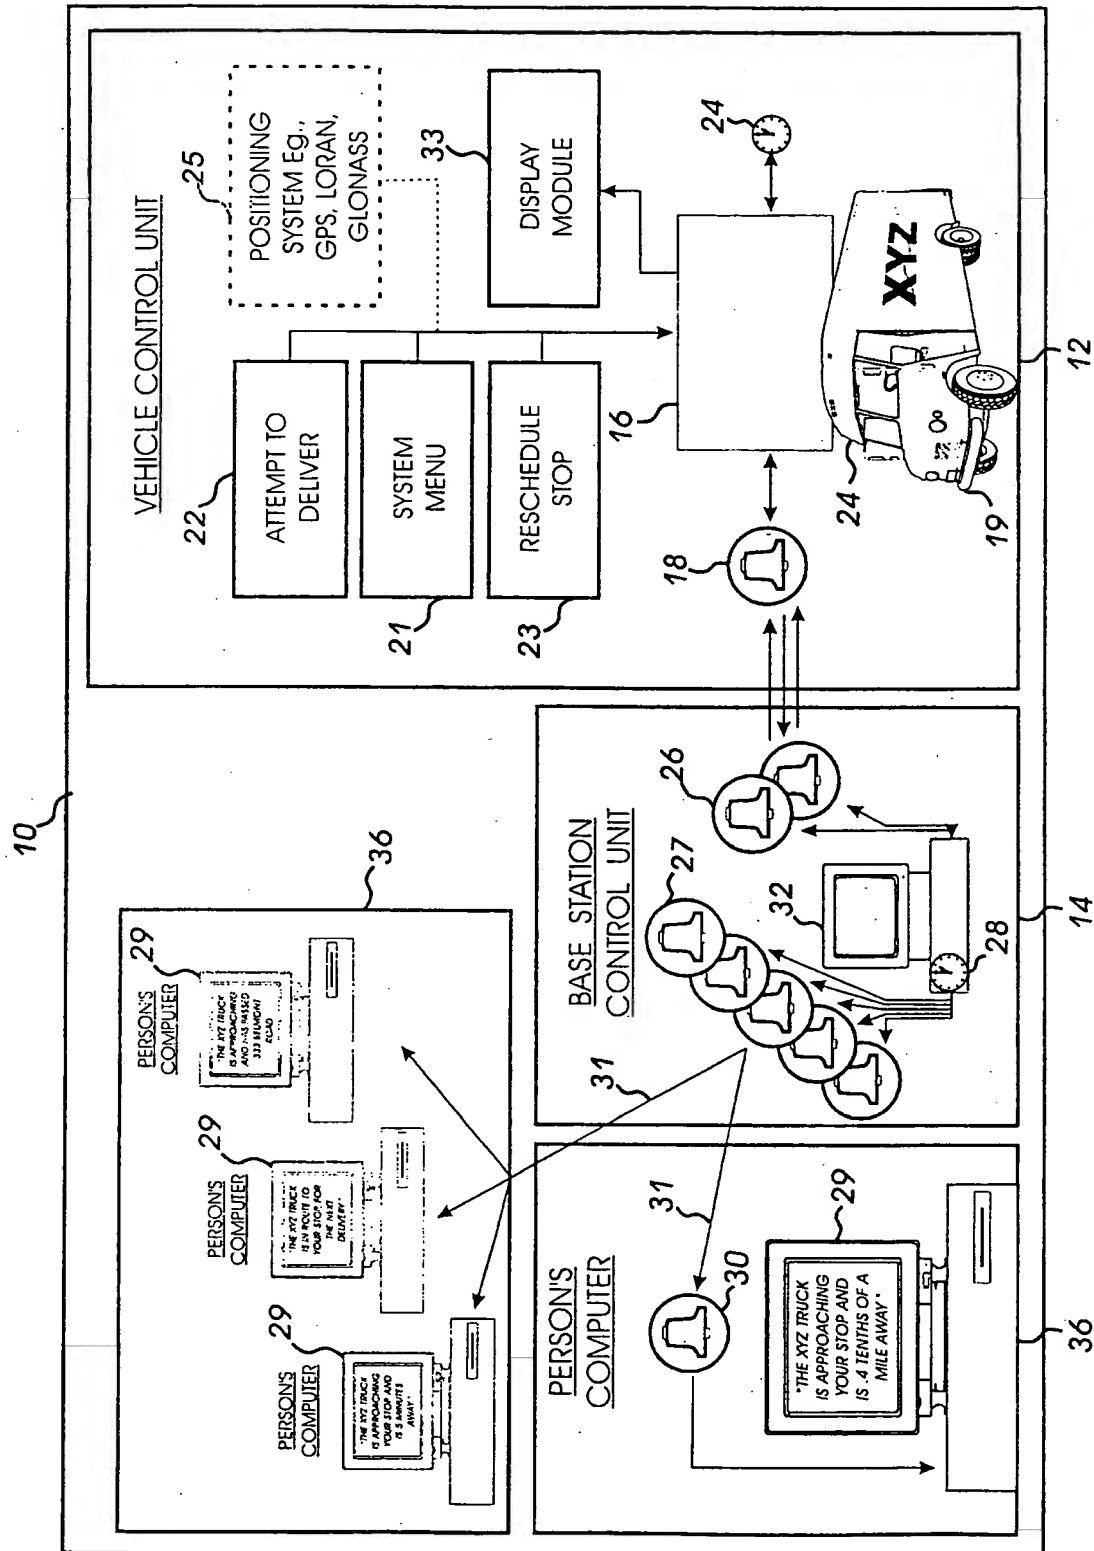 10
VEHICLE CONTROL UNIT
22
ATTEMPT TO
DELIVER
25
POSITIONING
SYSTEM Eg.,
GPS, LORAN,
GLONASS
21
SYSTEM
MENU
23
RESCHEDULE
STOP
33
DISPLAY
MODULE
16
18
24
24
XYZ
19
12
BASE STATION
CONTROL UNIT
26
27
32
28
14
31
31
36
PERSON'S
COMPUTER
29
"THE XYZ TRUCK
IS APPROACHING
YOUR STOP AND
IS 5 MINUTES
AWAY"
PERSON'S
COMPUTER
29
"THE XYZ TRUCK
IS IN ROUTE TO
YOUR STOP, FOR
THE NEXT
DELIVERY"
PERSON'S
COMPUTER
29
"THE XYZ TRUCK
IS APPROACHING
AND HAS PASSED
333 BELMONT
ROAD
PERSON'S
COMPUTER
30
29
"THE XYZ TRUCK
IS APPROACHING
YOUR STOP AND
IS .4 TENTHS OF A
MILE AWAY"
36